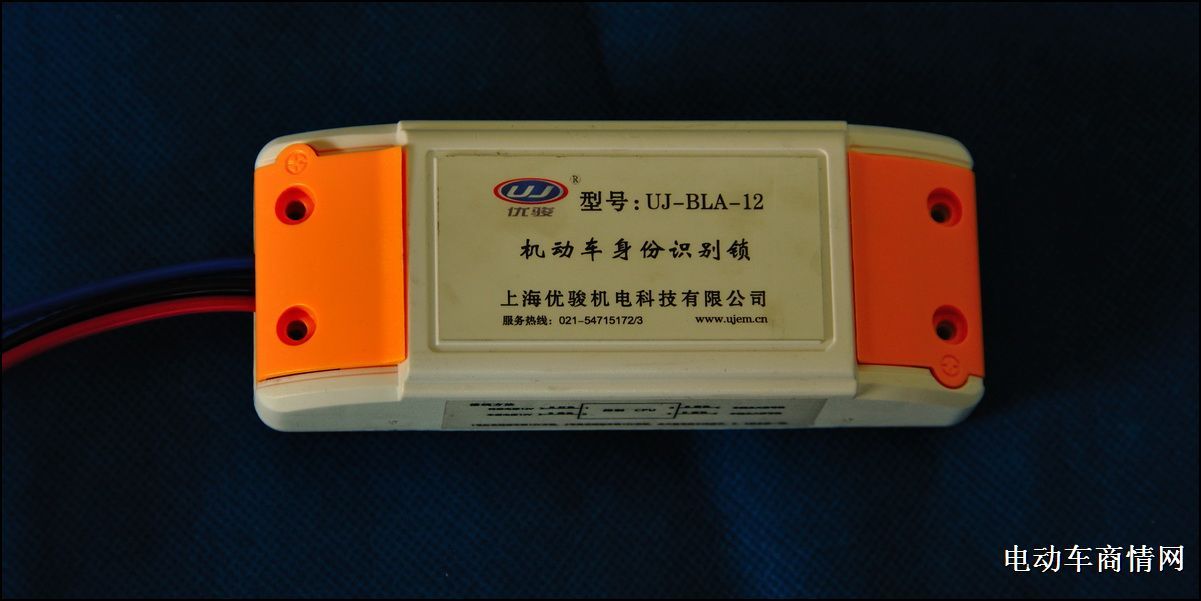 UJ ®
优骏
型号：UJ-BLA-12
机动车身份识别锁
上海优骏机电科技有限公司
服务热线：021-54715172/3 www.ujem.cn
CPU
电动车商情网